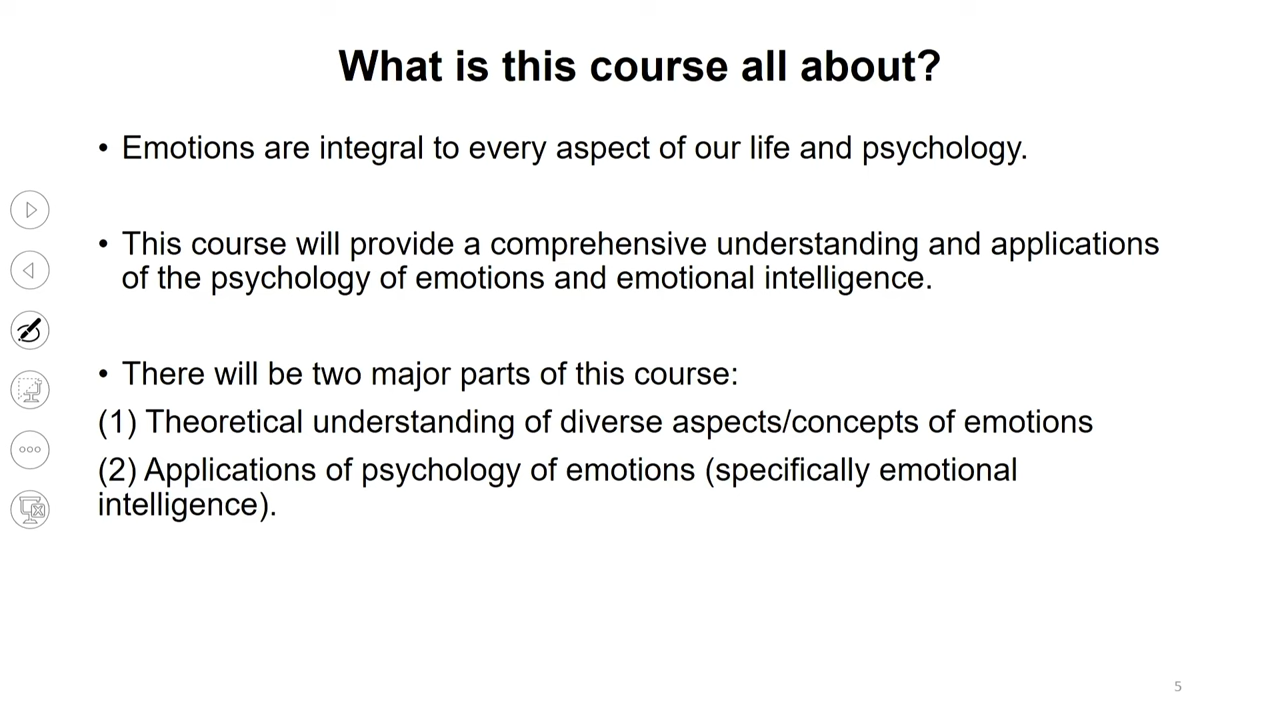 What is this course all about?
• Emotions are integral to every aspect of our life and psychology.
• This course will provide a comprehensive understanding and applications
of the psychology of emotions and emotional intelligence.
• There will be two major parts of this course:
(1) Theoretical understanding of diverse aspects/concepts of emotions
(2) Applications of psychology of emotions (specifically emotional
intelligence).
5